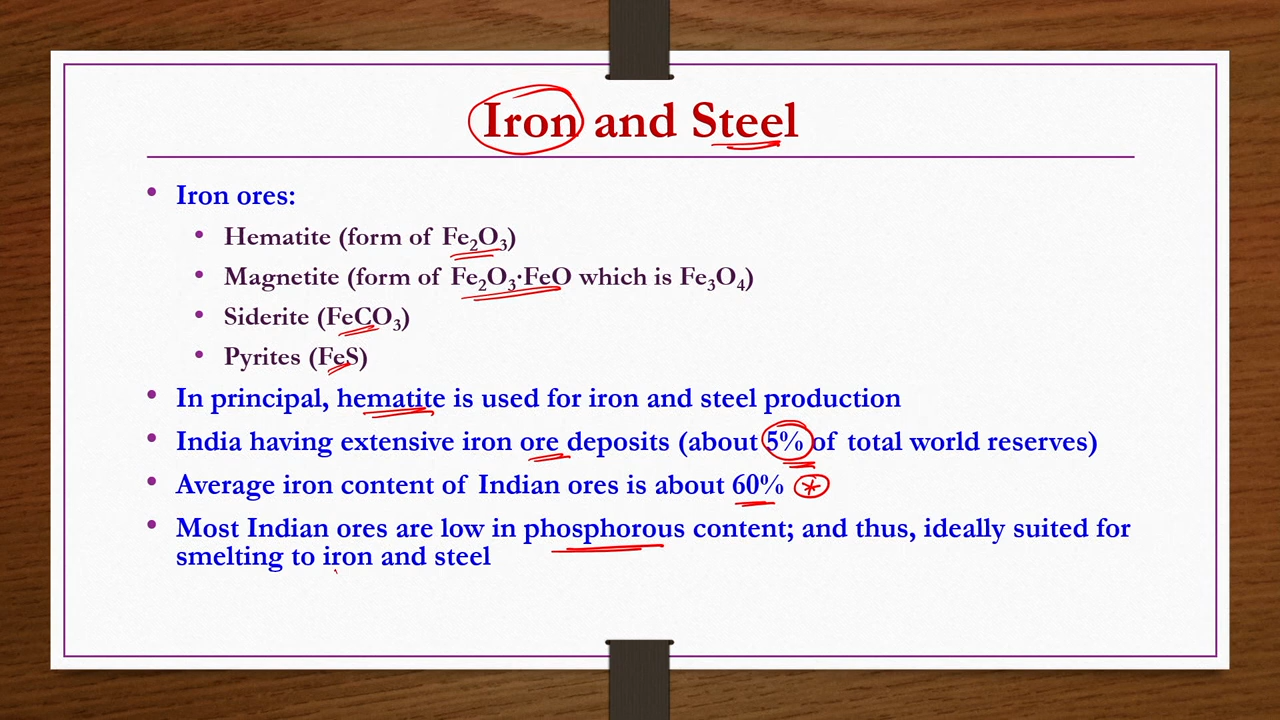 Iron and Steel
• Iron ores:
• Hematite (form of Fe₂O₃)
• Magnetite (form of Fe₂O₃·FeO which is Fe₃O₄)
• Siderite (FeCO₃)
• Pyrites (FeS)
• In principal, hematite is used for iron and steel production
• India having extensive iron ore deposits (about 5% of total world reserves)
• Average iron content of Indian ores is about 60% *
• Most Indian ores are low in phosphorous content; and thus, ideally suited for
smelting to iron and steel